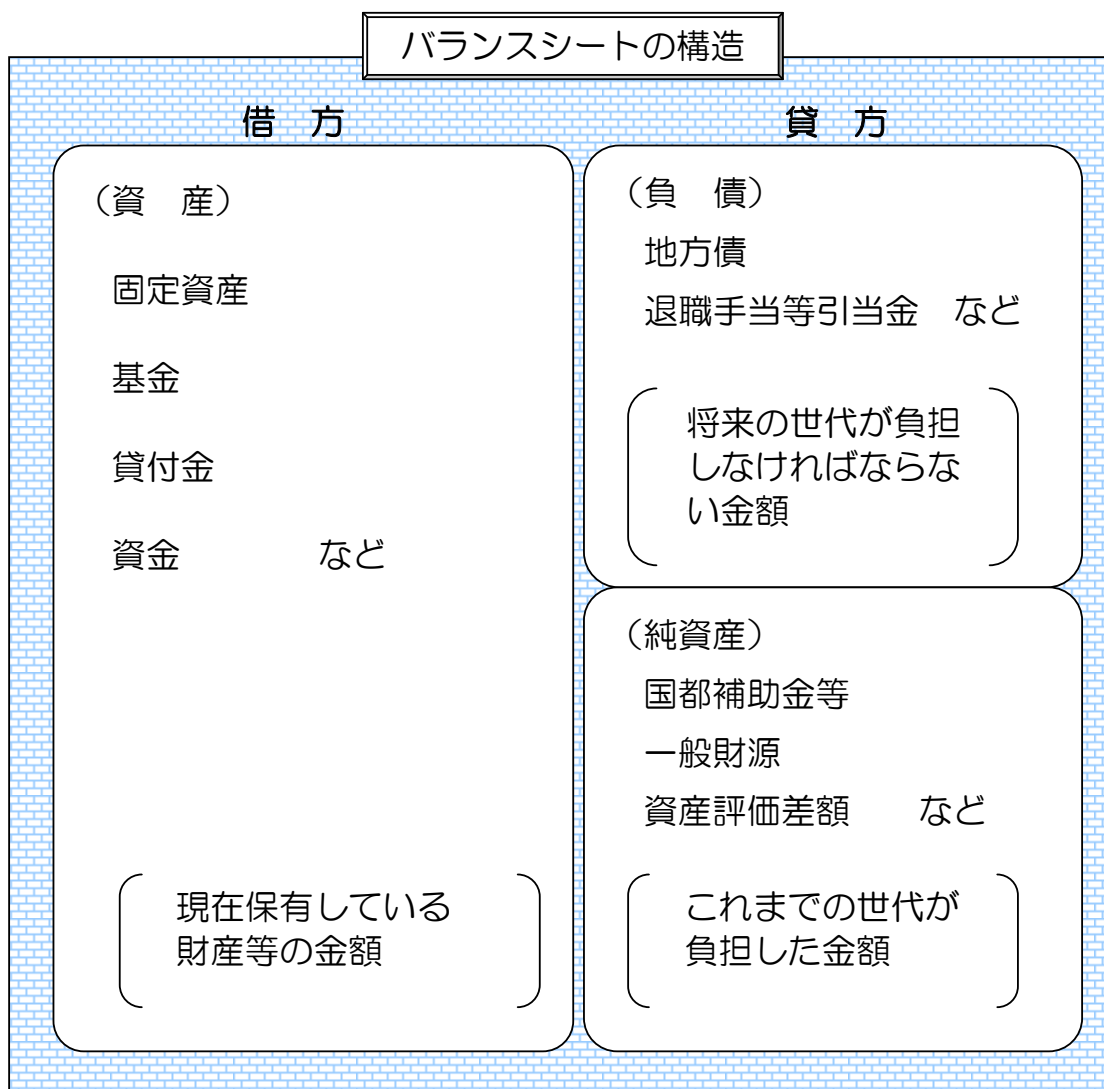 バランスシートの構造
借　方
（資　産）
固定資産
基金
貸付金
資金　　　　など
現在保有している
財産等の金額
貸　方
（負　債）
地方債
退職手当等引当金　など
将来の世代が負担
しなければならな
い金額
（純資産）
国都補助金等
一般財源
資産評価差額　　など
これまでの世代が
負担した金額